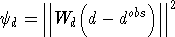 ψ_d = ||W_d (d − d^{obs})||^2